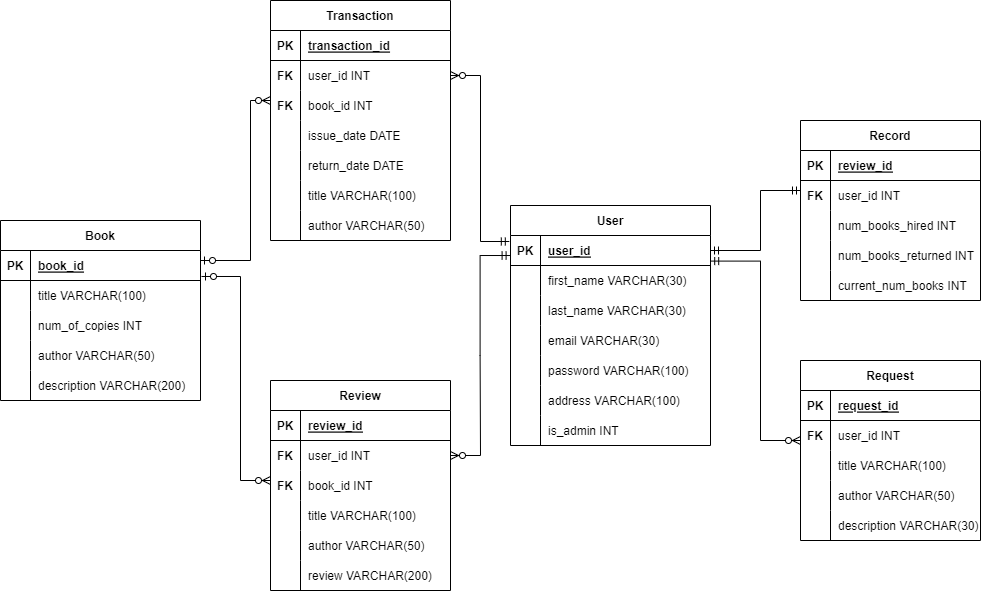 Transaction
PK transaction_id
FK user_id INT
FK book_id INT
issue_date DATE
return_date DATE
title VARCHAR(100)
author VARCHAR(50)
Book
PK book_id
title VARCHAR(100)
num_of_copies INT
author VARCHAR(50)
description VARCHAR(200)
Review
PK review_id
FK user_id INT
FK book_id INT
title VARCHAR(100)
author VARCHAR(50)
review VARCHAR(200)
User
PK user_id
first_name VARCHAR(30)
last_name VARCHAR(30)
email VARCHAR(30)
password VARCHAR(100)
address VARCHAR(100)
is_admin INT
Record
PK review_id
FK user_id INT
num_books_hired INT
num_books_returned INT
current_num_books INT
Request
PK request_id
FK user_id INT
title VARCHAR(100)
author VARCHAR(50)
description VARCHAR(30)